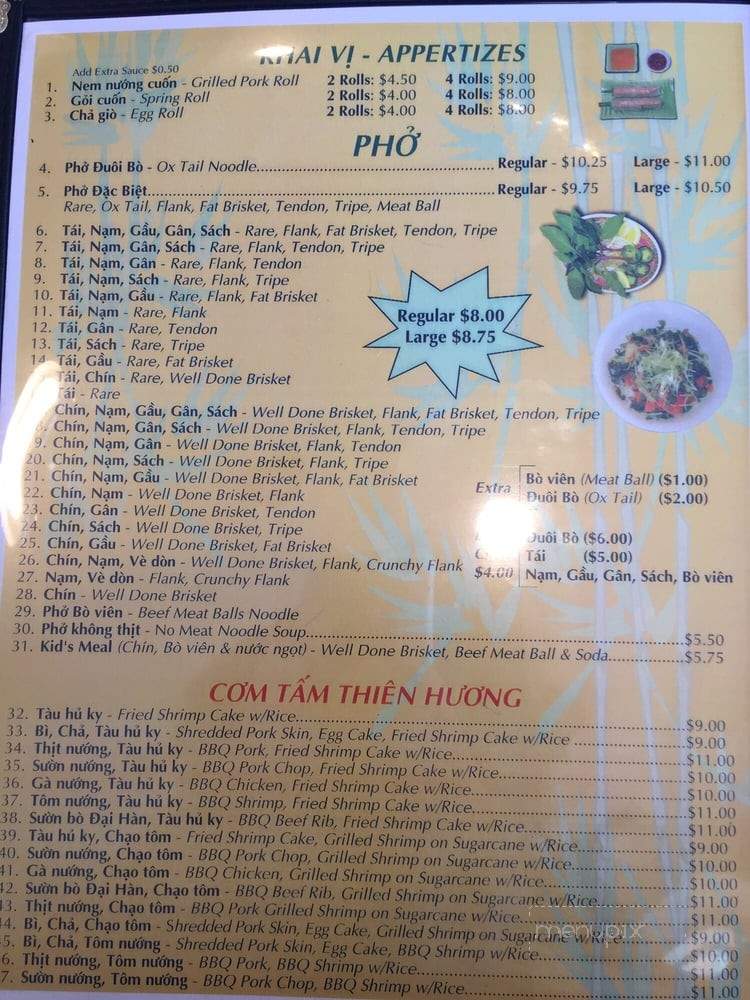 VỊ - APPERTIZES
Add Extra Sauce $0.50
1. Nem nướng cuốn - Grilled Pork Roll 2 Rolls: $4.50 4 Rolls: $9.00
2. Gỏi cuốn - Spring Roll 2 Rolls: $4.00 4 Rolls: $8.00
3. Chả giò - Egg Roll 2 Rolls: $4.00 4 Rolls: $8.00
PHỞ
4. Phở Đuôi Bò - Ox Tail Noodle Regular - $10.25 Large - $11.00
5. Phở Đặc Biệt Regular - $9.75 Large - $10.50
Rare, Ox Tail, Flank, Fat Brisket, Tendon, Tripe, Meat Ball
6. Tái, Nạm, Gầu, Gân, Sách - Rare, Flank, Fat Brisket, Tendon, Tripe
7. Tái, Nạm, Gân, Sách - Rare, Flank, Tendon, Tripe
8. Tái, Nạm, Gân - Rare, Flank, Tendon
9. Tái, Nạm, Sách - Rare, Flank, Tripe
10. Tái, Nạm, Gầu - Rare, Flank, Fat Brisket
11. Tái, Nạm - Rare, Flank
12. Tái, Gân - Rare, Tendon
13. Tái, Sách - Rare, Tripe
14. Tái, Gầu - Rare, Fat Brisket
Tái, Chín - Rare, Well Done Brisket
Tái - Rare
Chín, Nạm, Gầu, Gân, Sách - Well Done Brisket, Flank, Fat Brisket, Tendon, Tripe
8. Chín, Nạm, Gân, Sách - Well Done Brisket, Flank, Tendon, Tripe
9. Chín, Nạm, Gân - Well Done Brisket, Flank, Tendon
20. Chín, Nạm, Sách - Well Done Brisket, Flank, Tripe
21. Chín, Nạm, Gầu - Well Done Brisket, Flank, Fat Brisket
22. Chín, Nạm - Well Done Brisket, Flank
23. Chín, Gân - Well Done Brisket, Tendon
24. Chín, Sách - Well Done Brisket, Tripe
25. Chín, Gầu - Well Done Brisket, Fat Brisket
26. Chín, Nạm, Vè dòn - Well Done Brisket, Flank, Crunchy Flank
27. Nạm, Vè dòn - Flank, Crunchy Flank
28. Chín - Well Done Brisket
29. Phở Bò viên - Beef Meat Balls Noodle
Regular $8.00
Large $8.75
Extra
Bò viên (Meat Ball) ($1.00)
Đuôi Bò (Ox Tail) ($2.00)
Đuôi Bò ($6.00)
Tái ($5.00)
$4.00 Nạm, Gầu, Gân, Sách, Bò viên
30. Phở không thịt - No Meat Noodle Soup $5.50
31. Kid's Meal (Chín, Bò viên & nước ngọt) - Well Done Brisket, Beef Meat Ball & Soda $5.75
CƠM TẤM THIÊN HƯƠNG
32. Tàu hủ ky - Fried Shrimp Cake w/Rice $9.00
33. Bì, Chả, Tàu hủ ky - Shredded Pork Skin, Egg Cake, Fried Shrimp Cake w/Rice $9.00
34. Thịt nướng, Tàu hủ ky - BBQ Pork, Fried Shrimp Cake w/Rice $11.00
35. Sườn nướng, Tàu hủ ky - BBQ Pork Chop, Fried Shrimp Cake w/Rice $10.00
36. Gà nướng, Tàu hủ ky - BBQ Chicken, Fried Shrimp Cake w/Rice $10.00
37. Tôm nướng, Tàu hủ ky - BBQ Shrimp, Fried Shrimp Cake w/Rice $11.00
38. Sườn bò Đại Hàn, Tàu hủ ky - BBQ Beef Rib, Fried Shrimp Cake w/Rice $11.00
39. Tàu hủ ky, Chạo tôm - Fried Shrimp Cake, Grilled Shrimp on Sugarcane w/Rice $9.00
40. Sườn nướng, Chạo tôm - BBQ Pork Chop, Grilled Shrimp on Sugarcane w/Rice $10.00
41. Gà nướng, Chạo tôm - BBQ Chicken, Grilled Shrimp on Sugarcane w/Rice $10.00
42. Sườn bò Đại Hàn, Chạo tôm - BBQ Beef Rib, Grilled Shrimp on Sugarcane w/Rice $11.00
43. Thịt nướng, Chạo tôm - BBQ Pork Grilled Shrimp on Sugarcane w/Rice $11.00
44. Bì, Chả, Chạo tôm - Shredded Pork Skin, Egg Cake, Grilled Shrimp on Sugarcane w/Rice $9.00
45. Bì, Chả, Tôm nướng - Shredded Pork Skin, Egg Cake, BBQ Shrimp w/Rice $10.00
6. Thịt nướng, Tôm nướng - BBQ Pork, BBQ Shrimp w/Rice $11.00
7. Sườn nướng, Tôm nướng - BBQ Pork Chop, BBQ Shrimp w/Rice $11.00
menupix